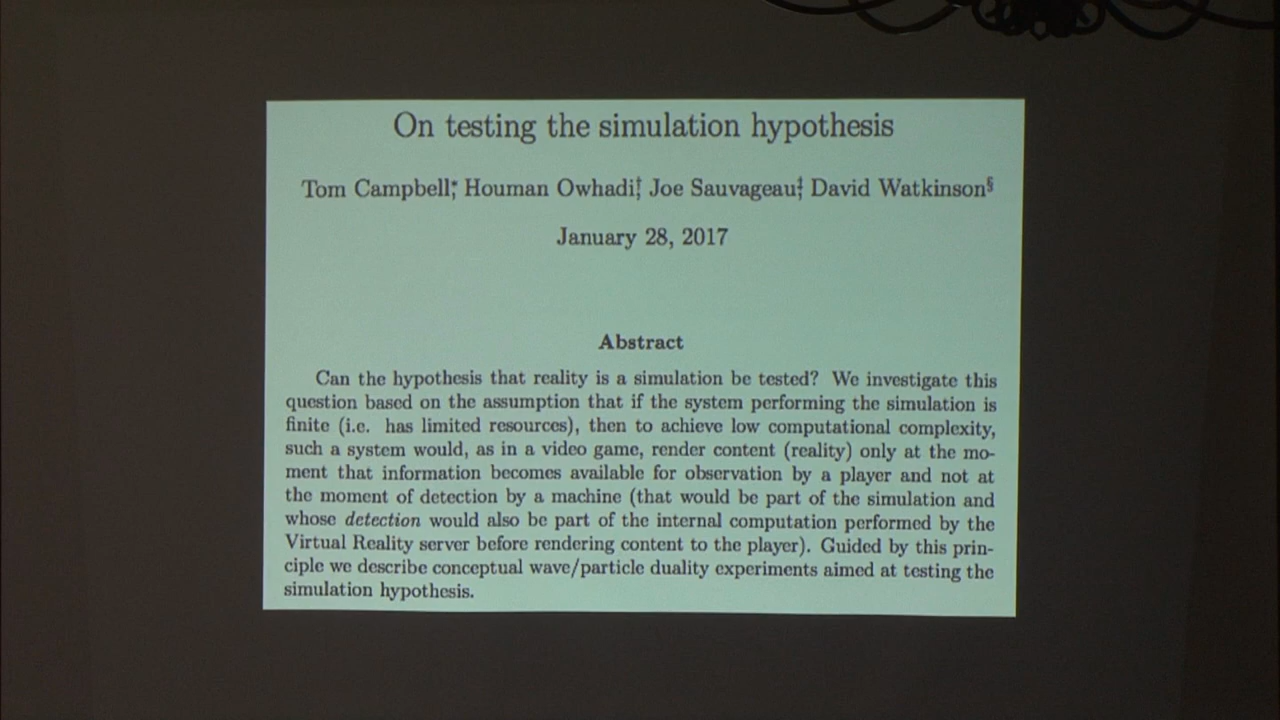 On testing the simulation hypothesis
Tom Campbell,* Houman Owhadi,† Joe Sauvageau,‡ David Watkinson§
January 28, 2017
Abstract
Can the hypothesis that reality is a simulation be tested? We investigate this
question based on the assumption that if the system performing the simulation is
finite (i.e. has limited resources), then to achieve low computational complexity,
such a system would, as in a video game, render content (reality) only at the mo-
ment that information becomes available for observation by a player and not at
the moment of detection by a machine (that would be part of the simulation and
whose detection would also be part of the internal computation performed by the
Virtual Reality server before rendering content to the player). Guided by this prin-
ciple we describe conceptual wave/particle duality experiments aimed at testing the
simulation hypothesis.